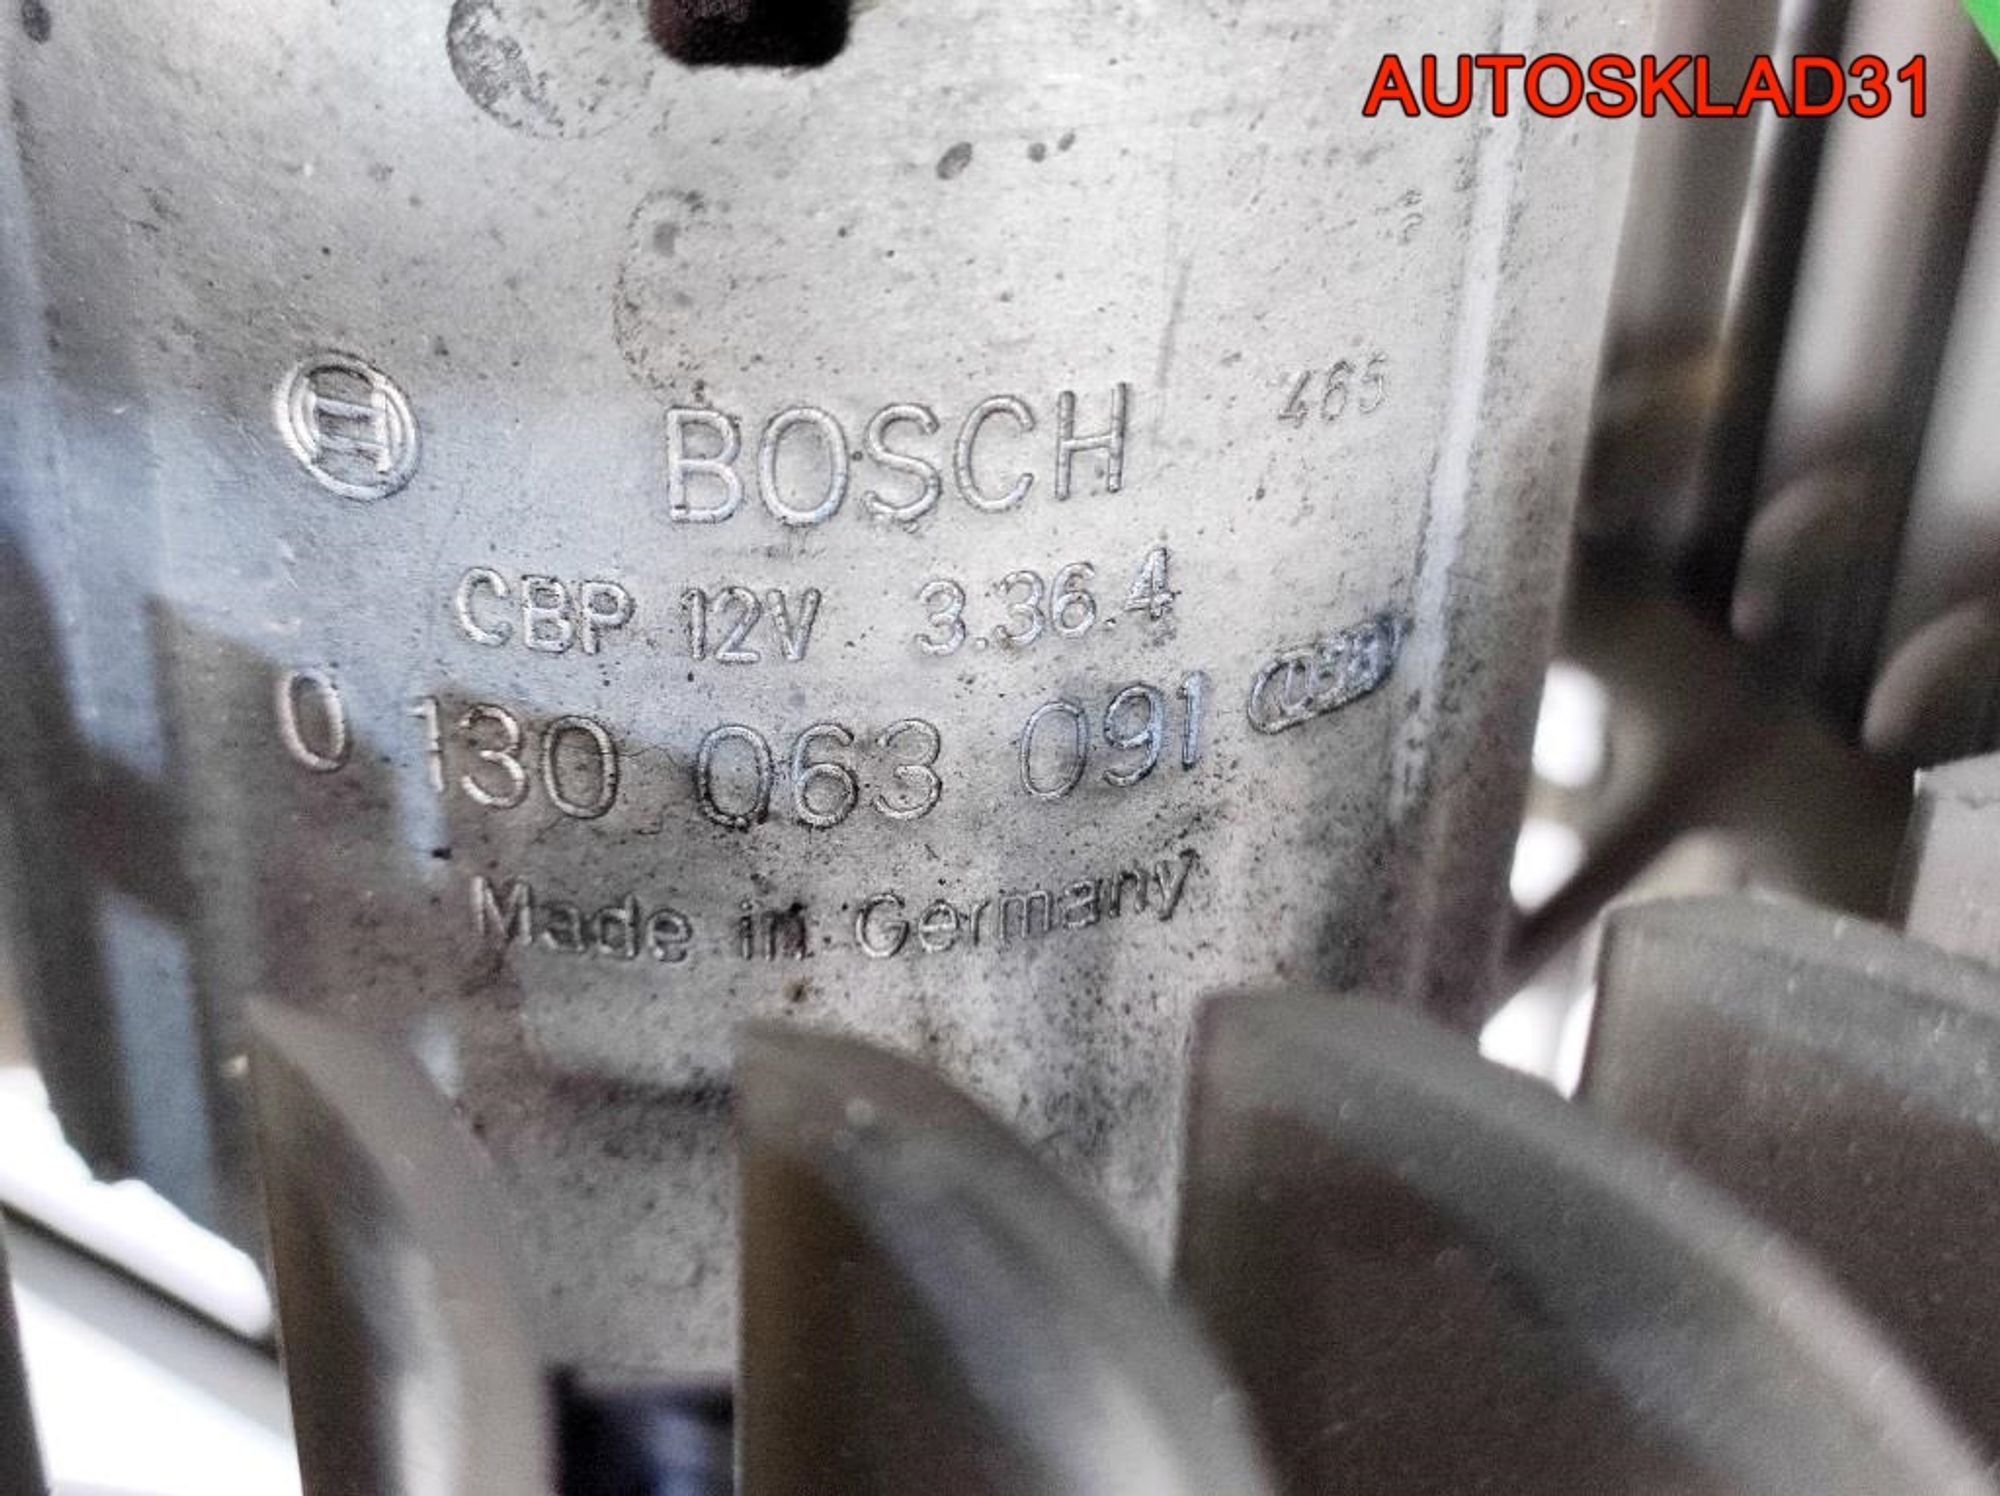 AUTOSKLAD31
BOSCH 465
CBP 12V 3.36.4
0 130 063 091
Made in Germany